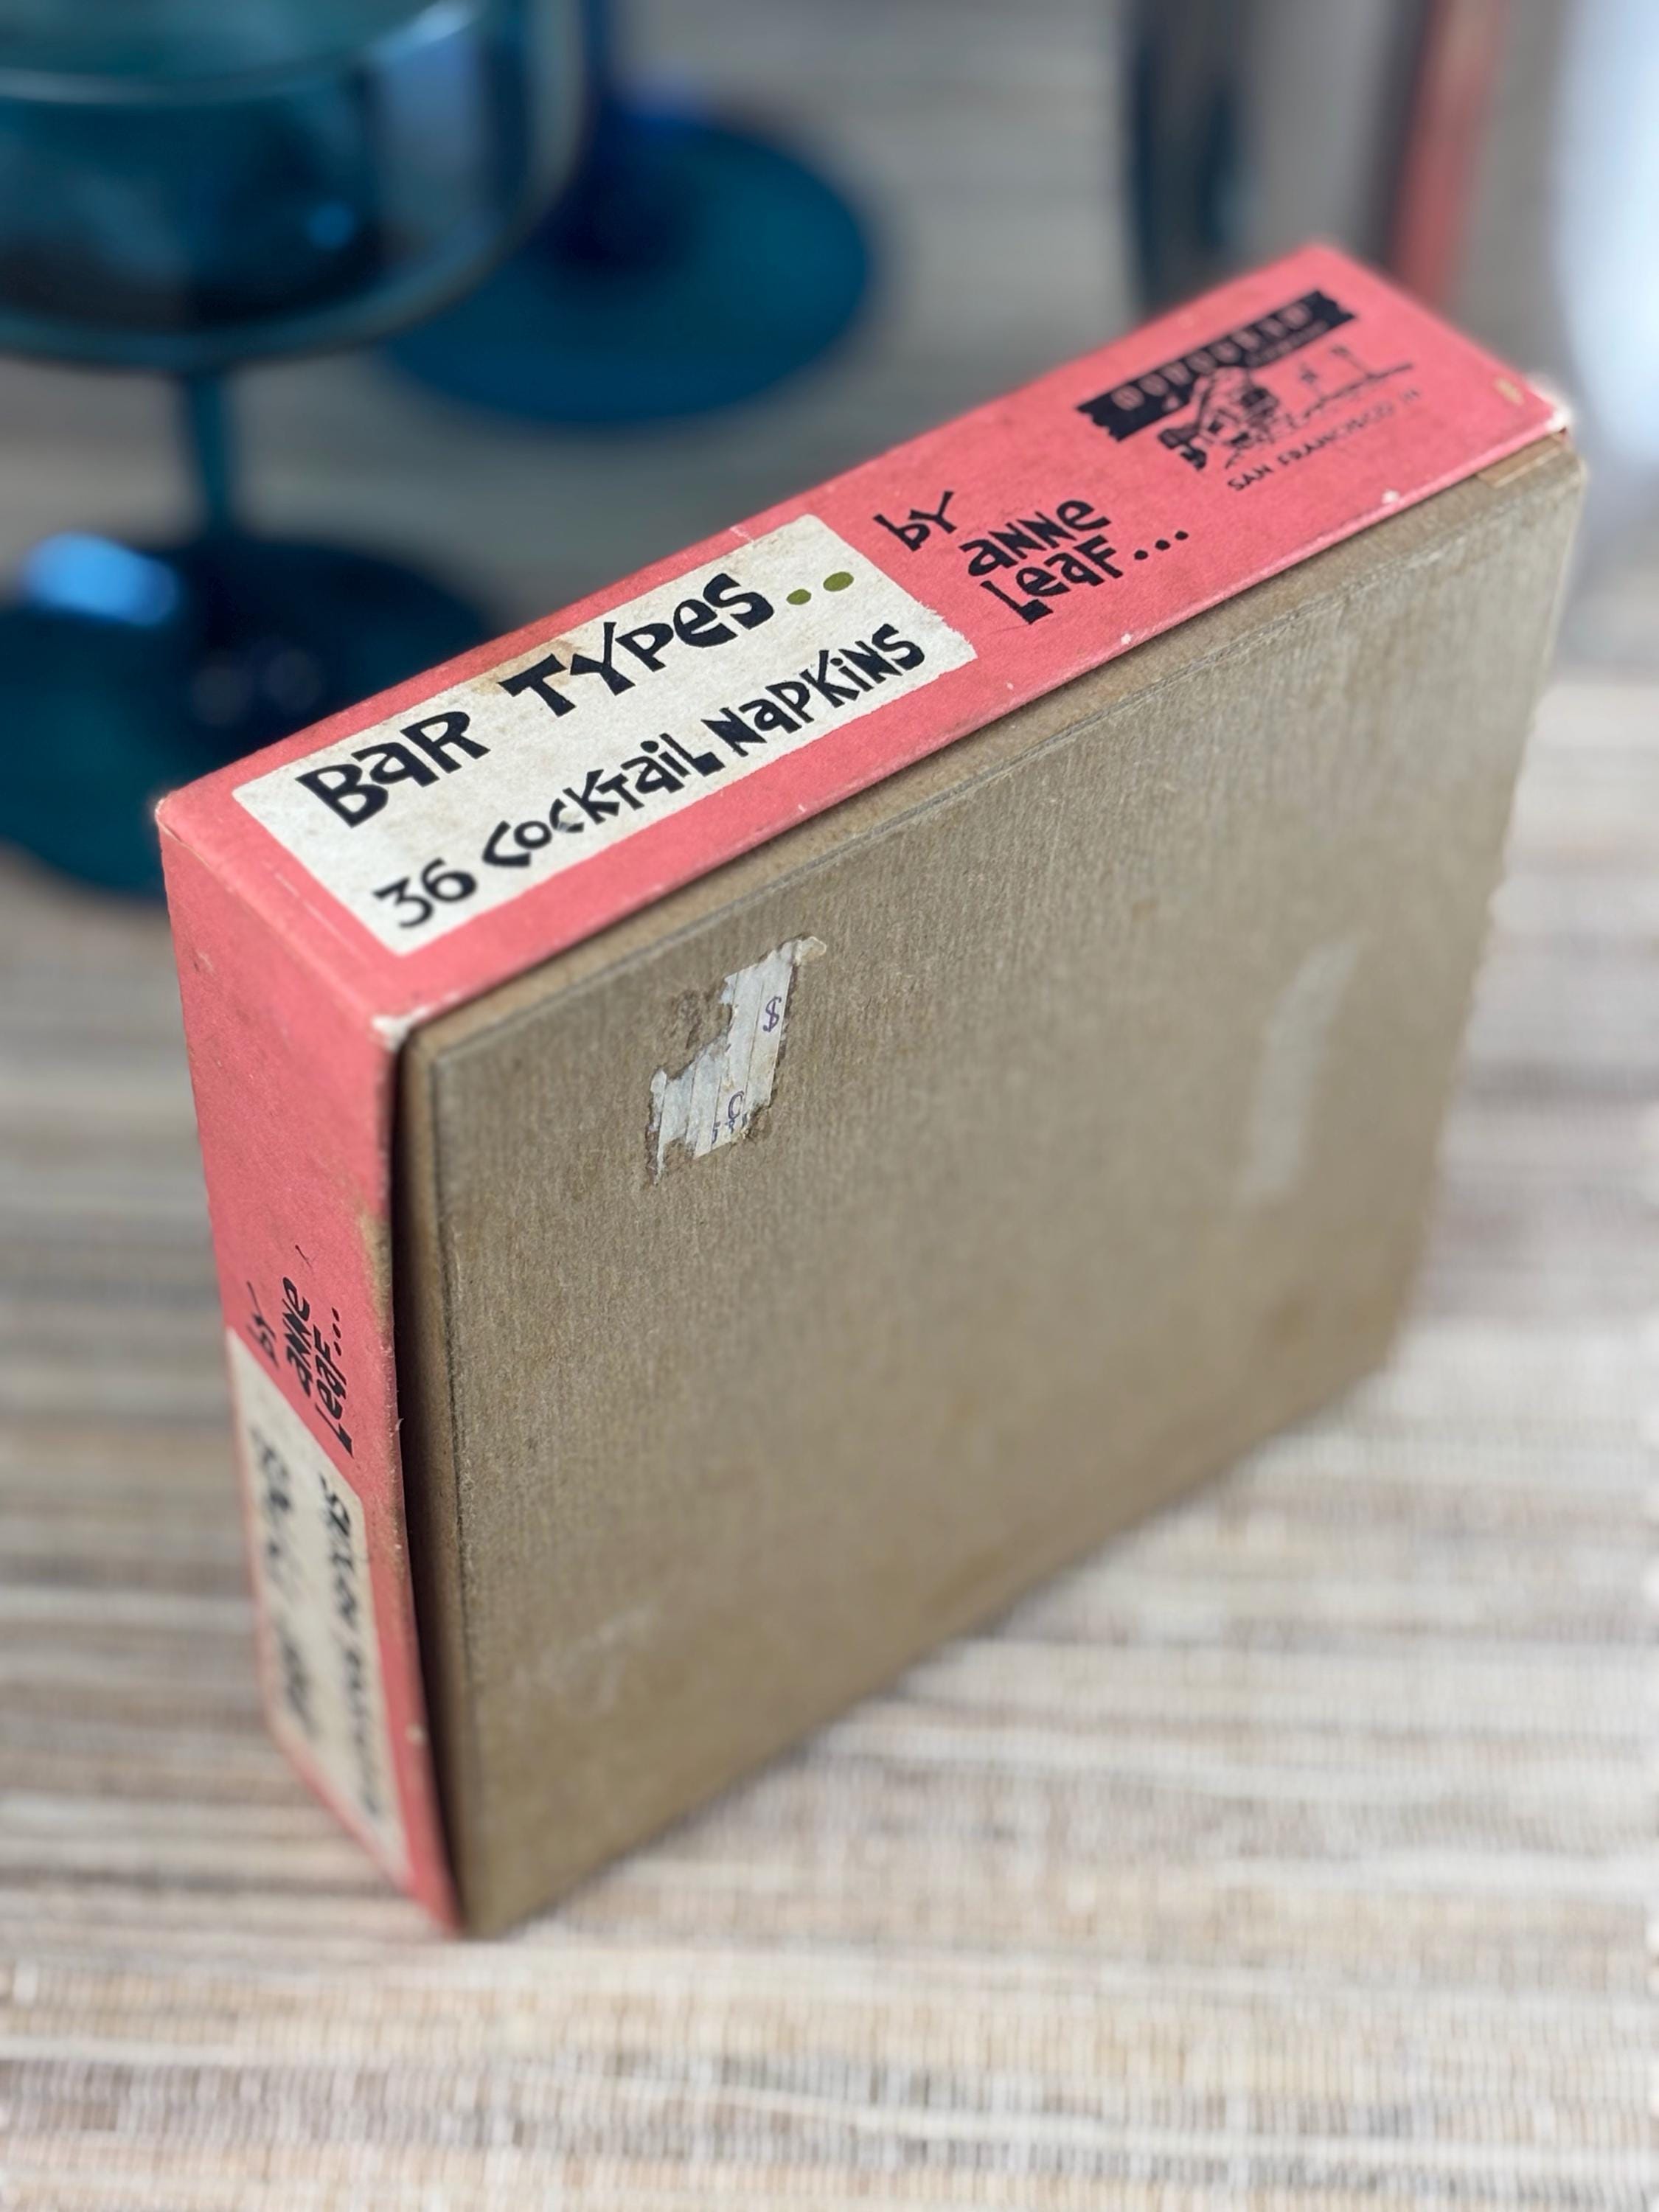 BaR TYPes..
36 COCKTaiL NaPKiNS
bY
aNNe
LeaF...
SAN FRANCISCO
bY
aNNe
LeaF...
$